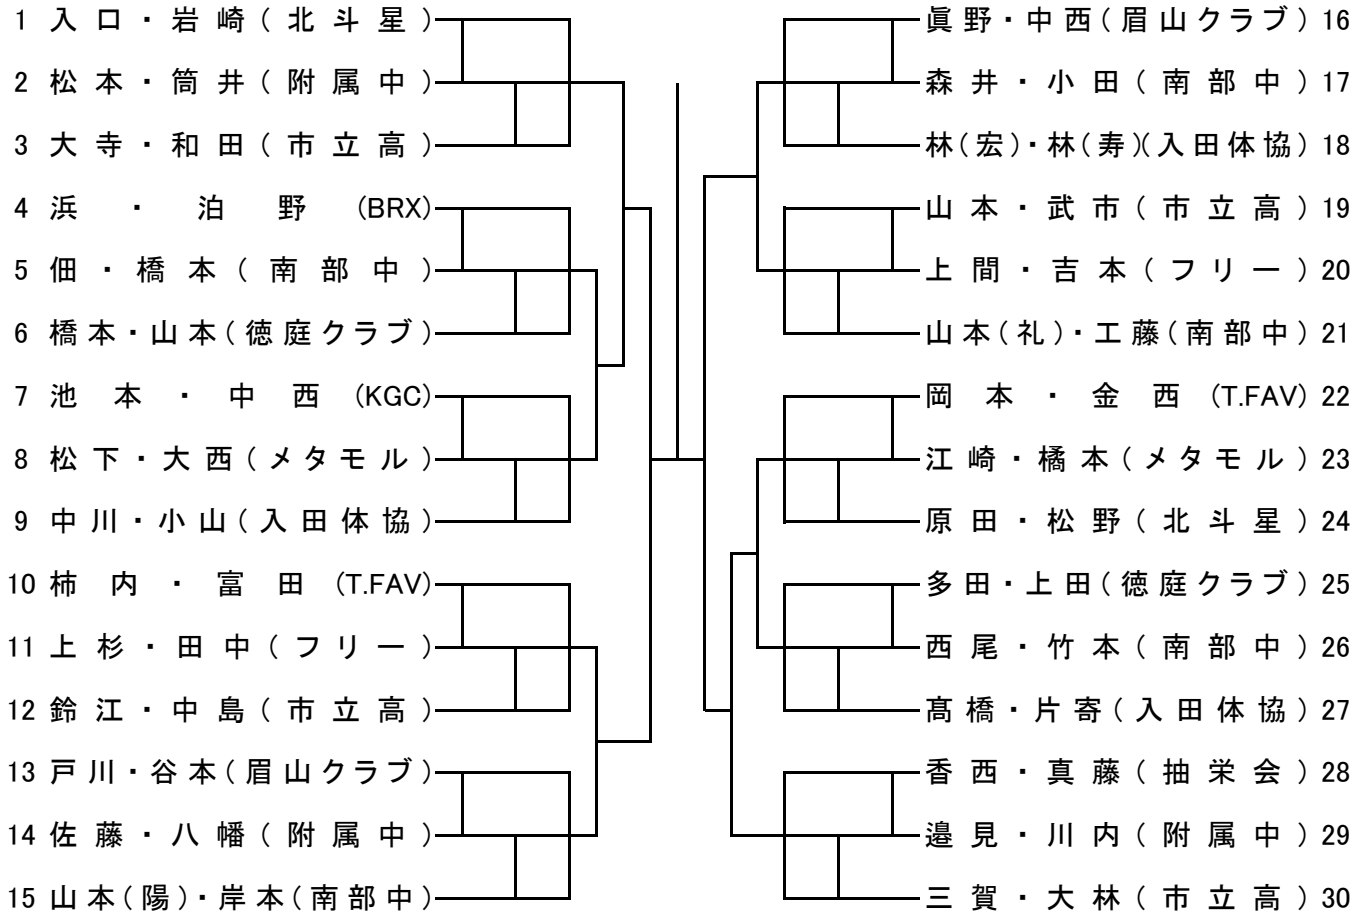 1 入口・岩崎(北斗星)
2 松本・筒井(附属中)
3 大寺・和田(市立高)
4 浜・泊野(BRX)
5 佃・橋本(南部中)
6 橋本・山本(徳庭クラブ)
7 池本・中西(KGC)
8 松下・大西(メタモル)
9 中川・小山(入田体協)
10 柿内・富田(T.FAV)
11 上杉・田中(フリー)
12 鈴江・中島(市立高)
13 戸川・谷本(眉山クラブ)
14 佐藤・八幡(附属中)
15 山本(陽)・岸本(南部中)
眞野・中西(眉山クラブ) 16
森井・小田(南部中) 17
林(宏)・林(寿)(入田体協) 18
山本・武市(市立高) 19
上間・吉本(フリー) 20
山本(礼)・工藤(南部中) 21
岡本・金西(T.FAV) 22
江崎・橘本(メタモル) 23
原田・松野(北斗星) 24
多田・上田(徳庭クラブ) 25
西尾・竹本(南部中) 26
髙橋・片寄(入田体協) 27
香西・真藤(抽栄会) 28
邉見・川内(附属中) 29
三賀・大林(市立高) 30